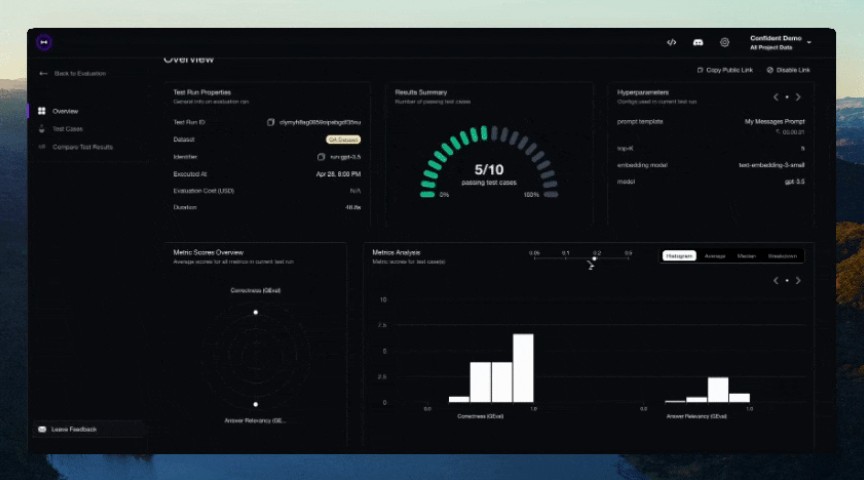 Confident Demo
All Project Data
Overview
Copy Public Link
Disable Link
Back to Evaluation
Overview
Test Cases
Compare Test Results
Leave Feedback
Test Run Properties
General info on evaluation run
Test Run ID
Dataset
QA Dataset
Identifier
run-gpt-3.5
Executed At
Apr 28, 8:08 PM
Evaluation Cost (USD)
N/A
Duration
Results Summary
Number of passing test cases
5/10
passing test cases
0%
100%
Hyperparameters
Configs used in current test run
prompt template
My Messages Prompt
00.00.01
top-K
5
embedding model
text-embedding-3-small
model
gpt-3.5
Metric Scores Overview
Average scores for all metrics in current test run
Correctness (GEval)
Answer Relevancy (GE...
Metrics Analysis
Metric scores for test case(s)
0.05
0.1
0.2
Histogram
Average
Median
Breakdown
10
7.5
5
2.5
0
0.0
1.0
Correctness (GEval)
0.0
1.0
Answer Relevancy (GEval)